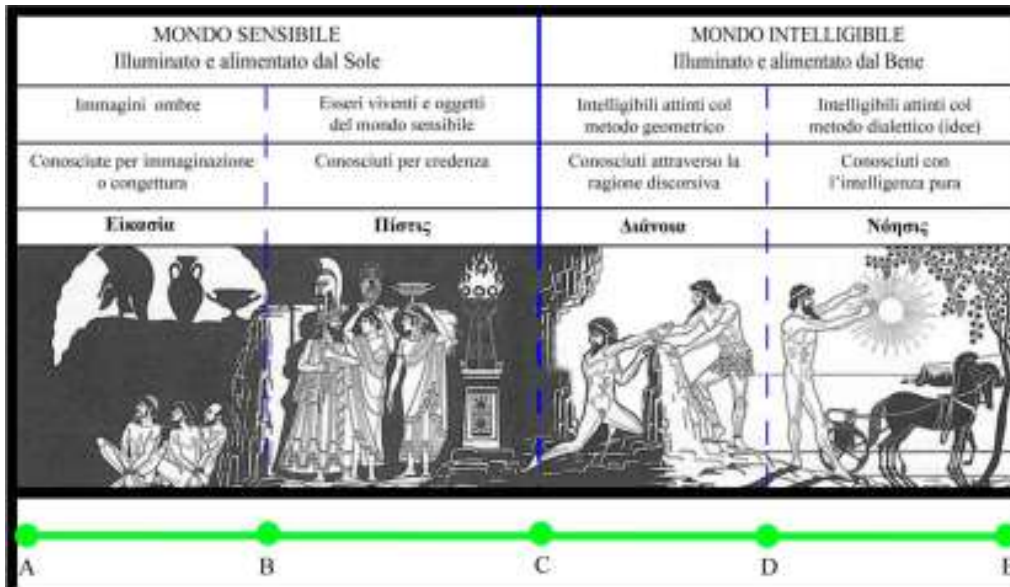 MONDO SENSIBILE
Illuminato e alimentato dal Sole
MONDO INTELLIGIBILE
Illuminato e alimentato dal Bene
Immagini ombre
Esseri viventi e oggetti
del mondo sensibile
Intelligibili attinti col
metodo geometrico
Intelligibili attinti col
metodo dialettico (idee)
Conosciute per immaginazione
o congettura
Conosciuti per credenza
Conosciuti attraverso la
ragione discorsiva
Conosciuti con
l'intelligenza pura
Εικασία
Πίστις
Διάνοια
Νόησις
A
B
C
D
E